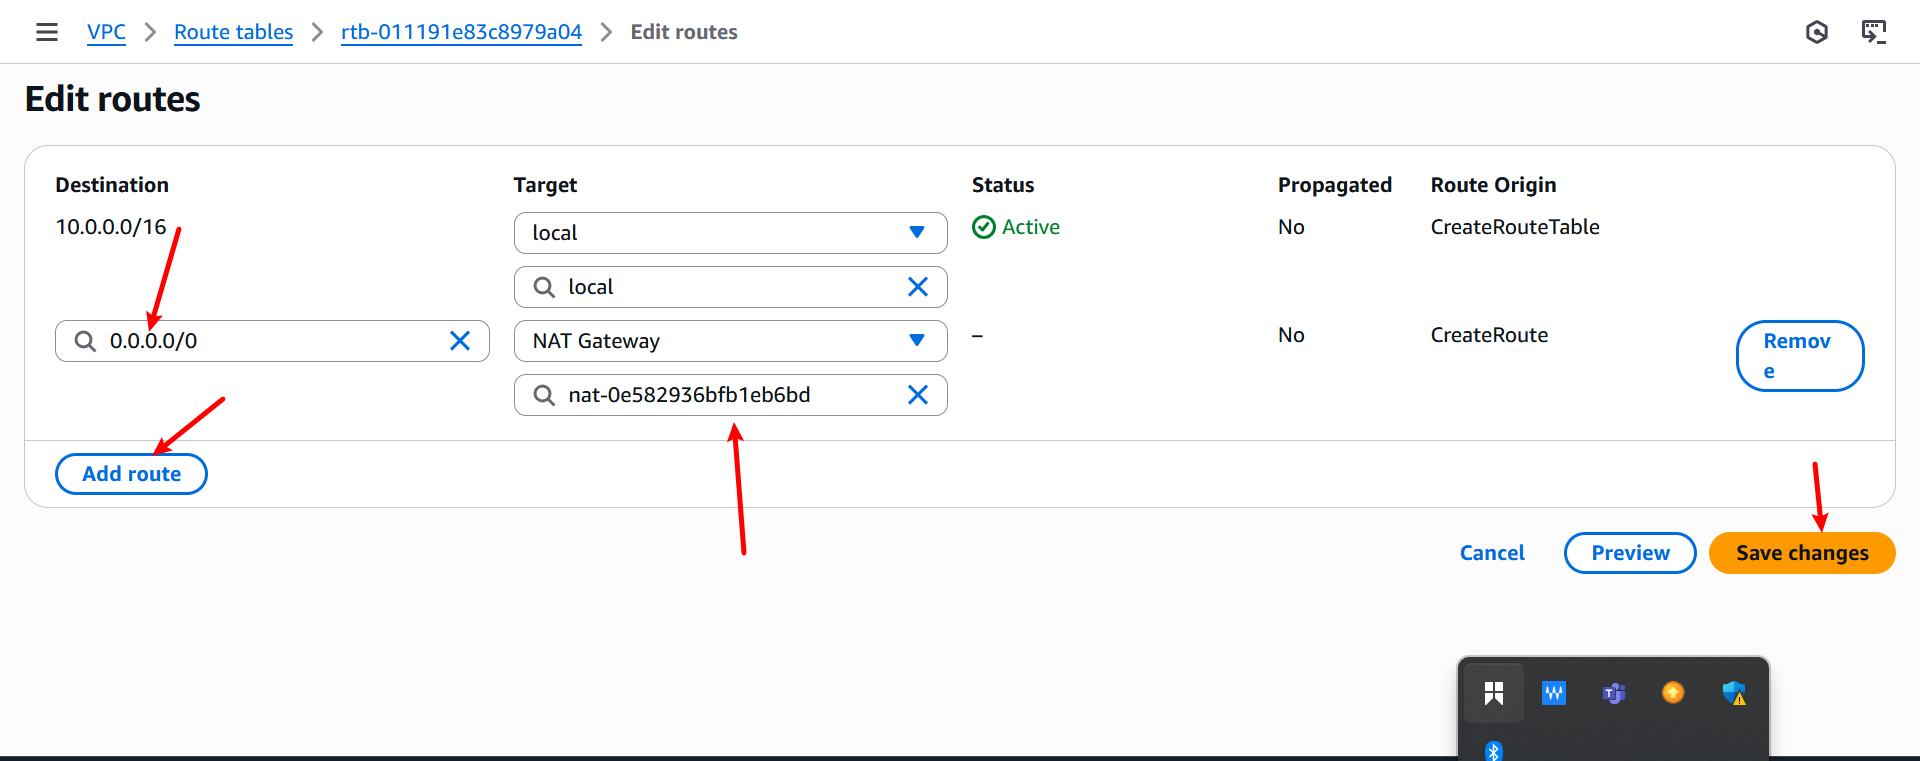 VPC > Route tables > rtb-011191e83c8979a04 > Edit routes
Edit routes
Destination Target Status Propagated Route Origin
10.0.0.0/16 local Active No CreateRouteTable
local
0.0.0.0/0 NAT Gateway – No CreateRoute Remov
e
nat-0e582936bfb1eb6bd
Add route
Cancel Preview Save changes